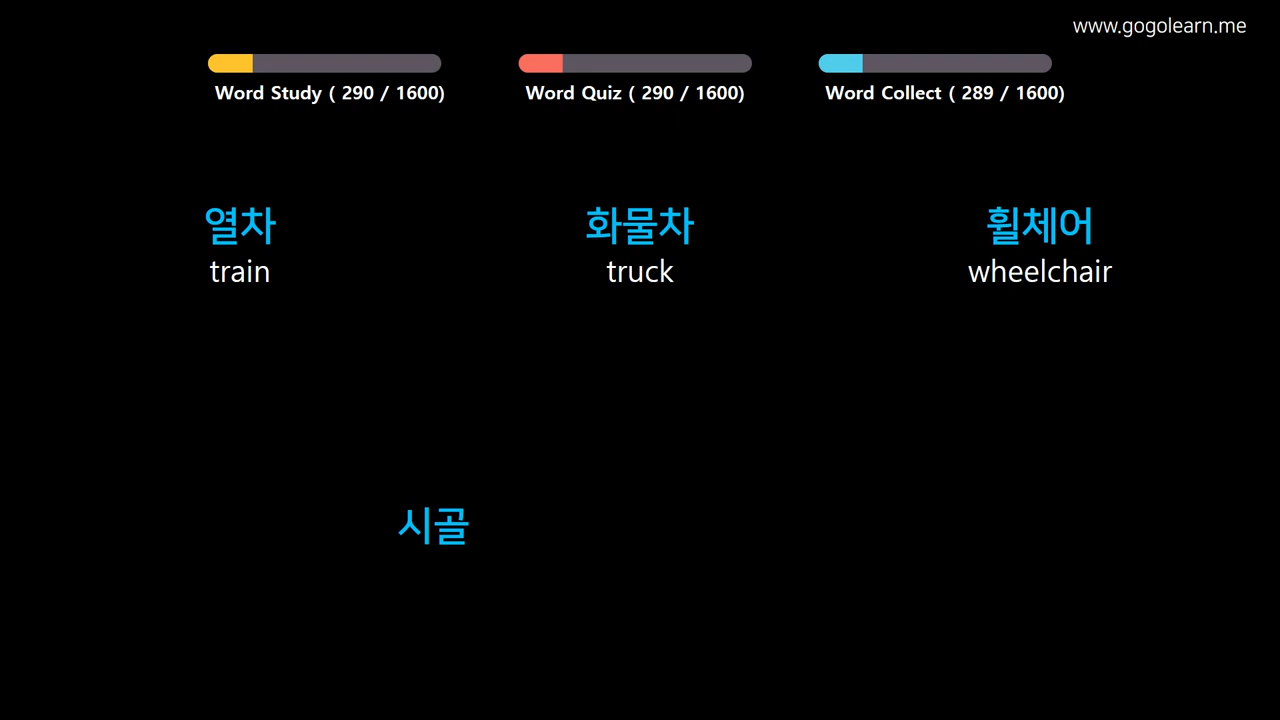 www.gogolearn.me
Word Study ( 290 / 1600)
Word Quiz ( 290 / 1600)
Word Collect ( 289 / 1600)
열차
train
화물차
truck
휠체어
wheelchair
시골